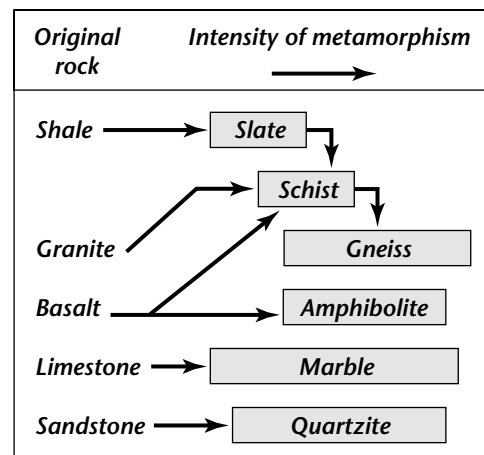 Original rock
Intensity of metamorphism
Shale
Slate
Schist
Granite
Gneiss
Basalt
Amphibolite
Limestone
Marble
Sandstone
Quartzite